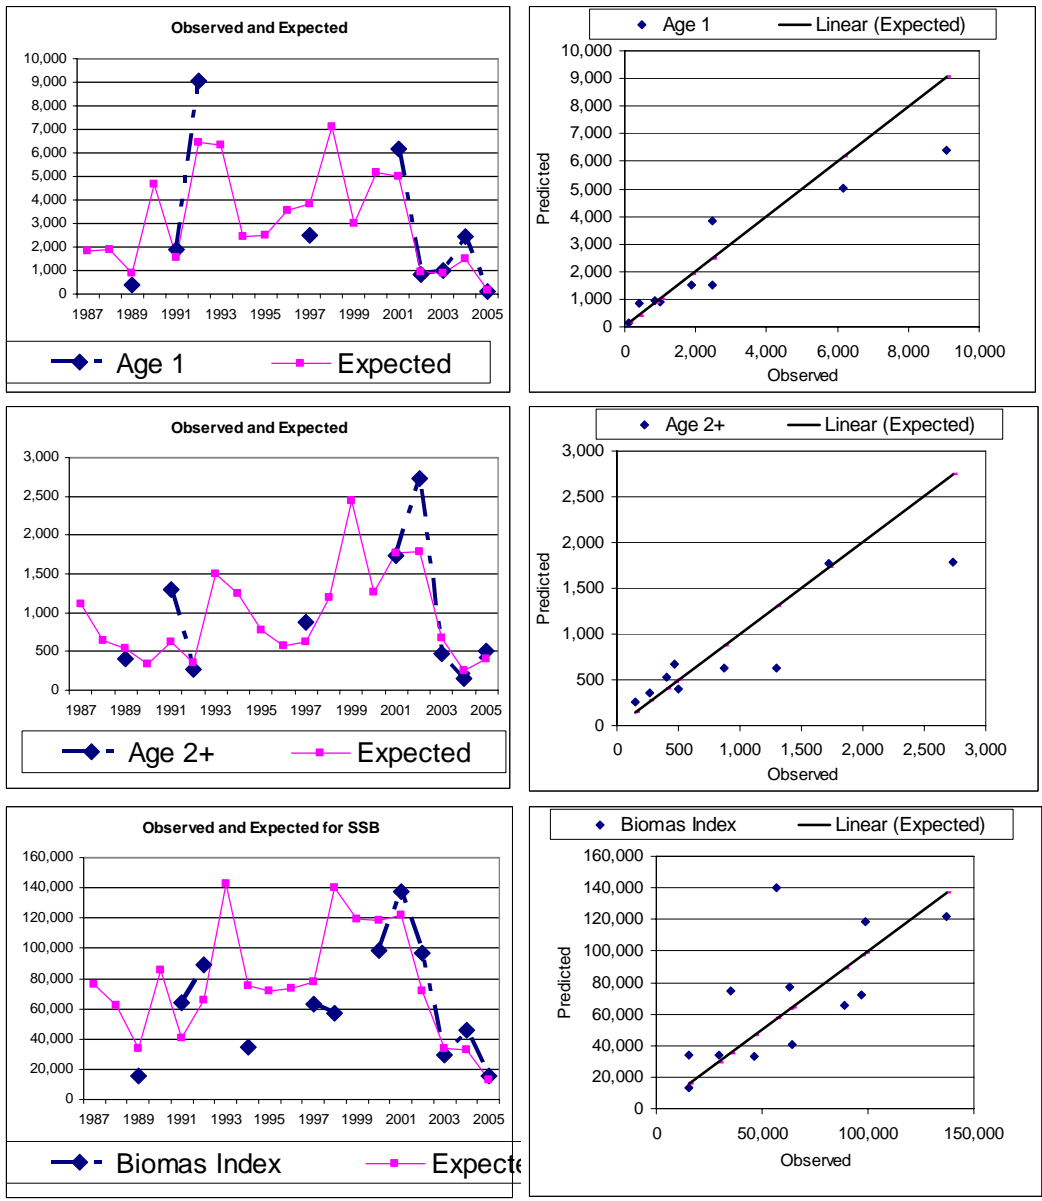 Observed and Expected
10,000
9,000
8,000
7,000
6,000
5,000
4,000
3,000
2,000
1,000
0
1987 1989 1991 1993 1995 1997 1999 2001 2003 2005
Age 1 Expected
Age 1 Linear (Expected)
10,000
9,000
8,000
7,000
6,000
5,000
4,000
3,000
2,000
1,000
0
Predicted
0 2,000 4,000 6,000 8,000 10,000
Observed
Observed and Expected
3,000
2,500
2,000
1,500
1,000
500
0
1987 1989 1991 1993 1995 1997 1999 2001 2003 2005
Age 2+ Expected
Age 2+ Linear (Expected)
3,000
2,500
2,000
1,500
1,000
500
0
Predicted
0 500 1,000 1,500 2,000 2,500 3,000
Observed
Observed and Expected for SSB
160,000
140,000
120,000
100,000
80,000
60,000
40,000
20,000
0
1987 1989 1991 1993 1995 1997 1999 2001 2003 2005
Biomas Index Expecte
Biomas Index Linear (Expected)
160,000
140,000
120,000
100,000
80,000
60,000
40,000
20,000
0
Predicted
0 50,000 100,000 150,000
Observed